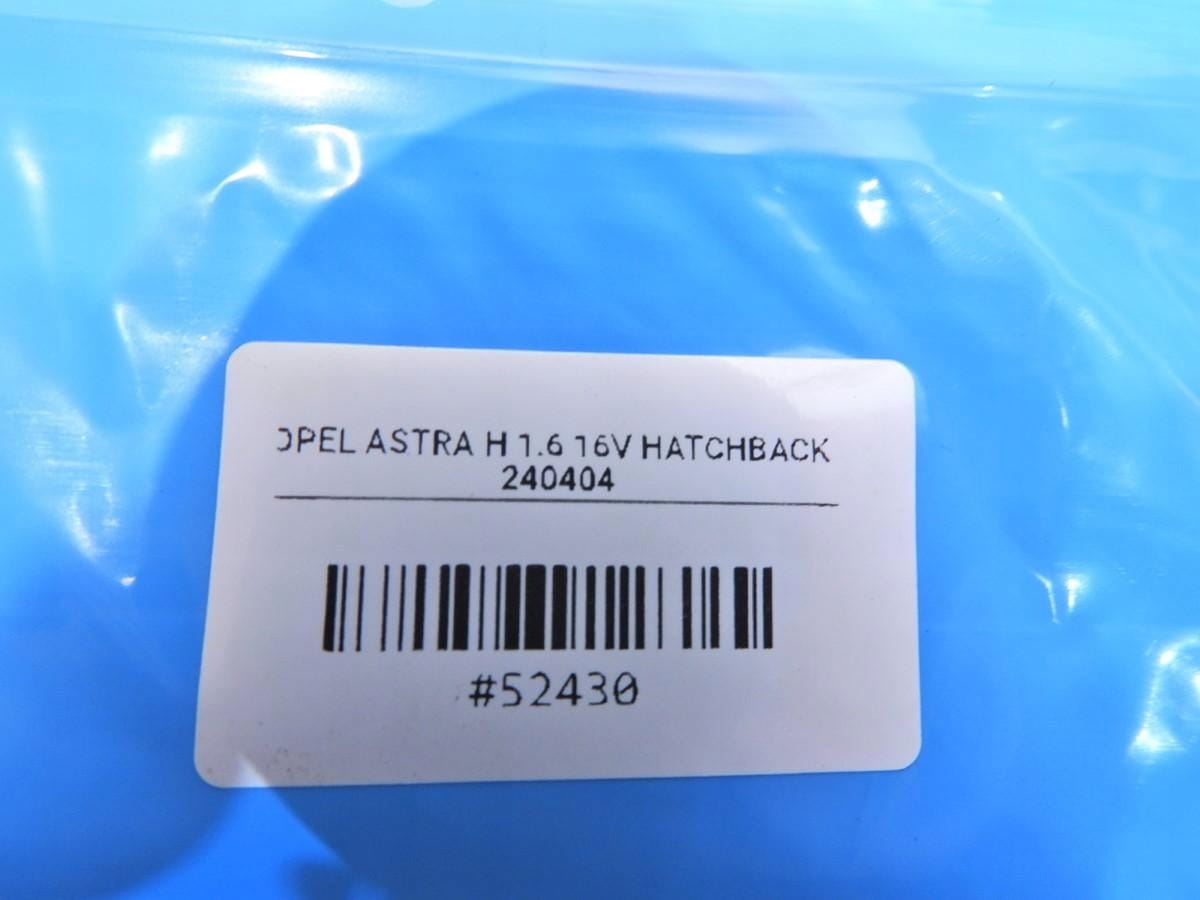 OPEL ASTRA H 1.6 16V HATCHBACK
240404
#52430